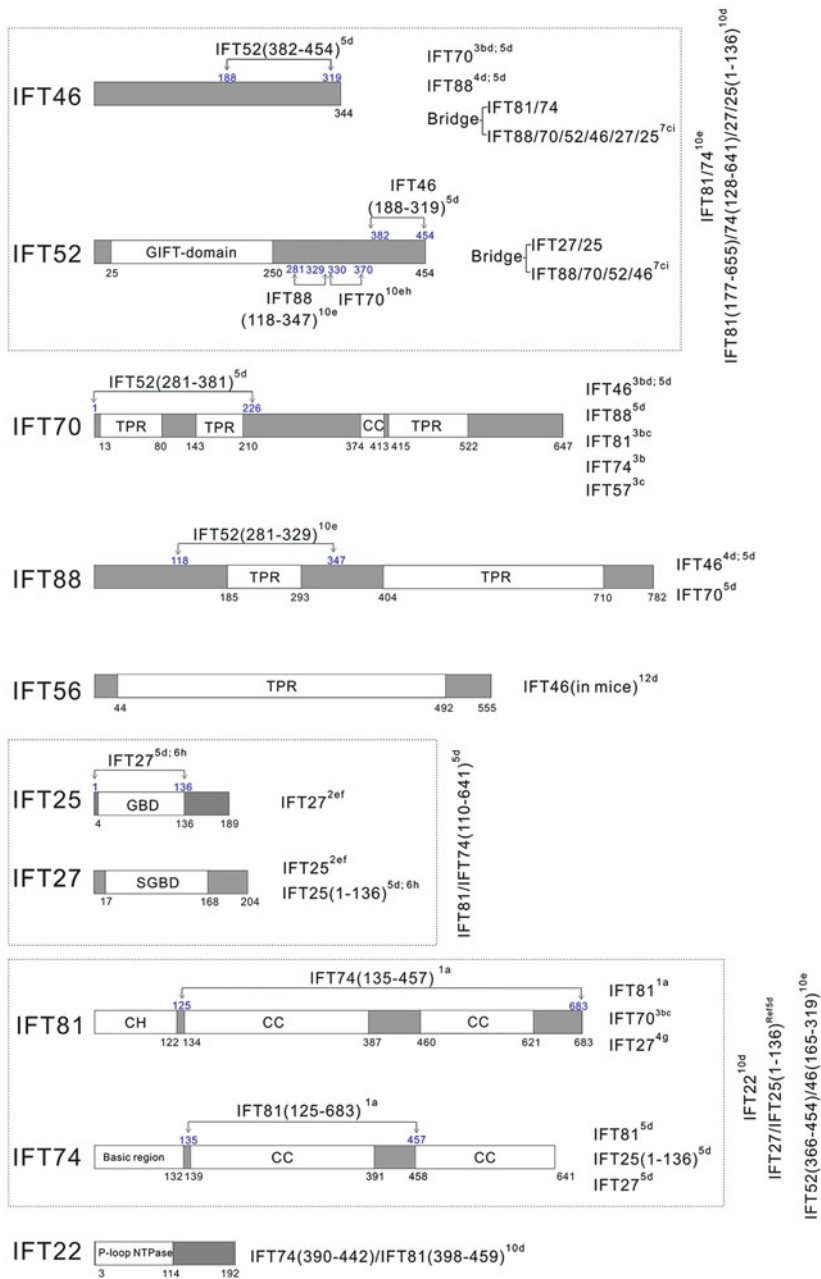 IFT52(382-454)5d
188 319
IFT46
344
IFT703bd; 5d
IFT884d; 5d
Bridge
IFT81/74
IFT88/70/52/46/27/257ci
IFT46
(188-319)5d
382 454
IFT52
GIFT-domain
25 250 281 329 330 370 454
IFT88
(118-347)10e
IFT7010eh
Bridge
IFT27/25
IFT88/70/52/467ci
IFT81/7410e
IFT81(177-655)/74(128-641)/27/25(1-136)10d
IFT52(281-381)5d
1 226
IFT70
TPR TPR CC TPR
13 80 143 210 374 413 415 522 647
IFT463bd; 5d
IFT885d
IFT813bc
IFT743b
IFT573c
IFT52(281-329)10e
118 347
IFT88
TPR TPR
185 293 404 710 782
IFT464d; 5d
IFT705d
IFT56
TPR
44 492 555
IFT46(in mice)12d
IFT275d; 6h
1 136
IFT25
GBD
4 136 189
IFT272ef
IFT27
SGBD
17 168 204
IFT252ef
IFT25(1-136)5d; 6h
IFT81/IFT74(110-641)5d
IFT74(135-457)1a
125 683
IFT81
CH CC CC
122 134 387 460 621 683
IFT811a
IFT703bc
IFT274g
IFT81(125-683)1a
135 457
IFT74
Basic region CC CC
132 139 391 458 641
IFT815d
IFT25(1-136)5d
IFT275d
IFT2210d
IFT27/IFT25(1-136)Ref5d
IFT52(366-454)/46(165-319)10e
IFT22
P-loop NTPase
3 114 192
IFT74(390-442)/IFT81(398-459)10d